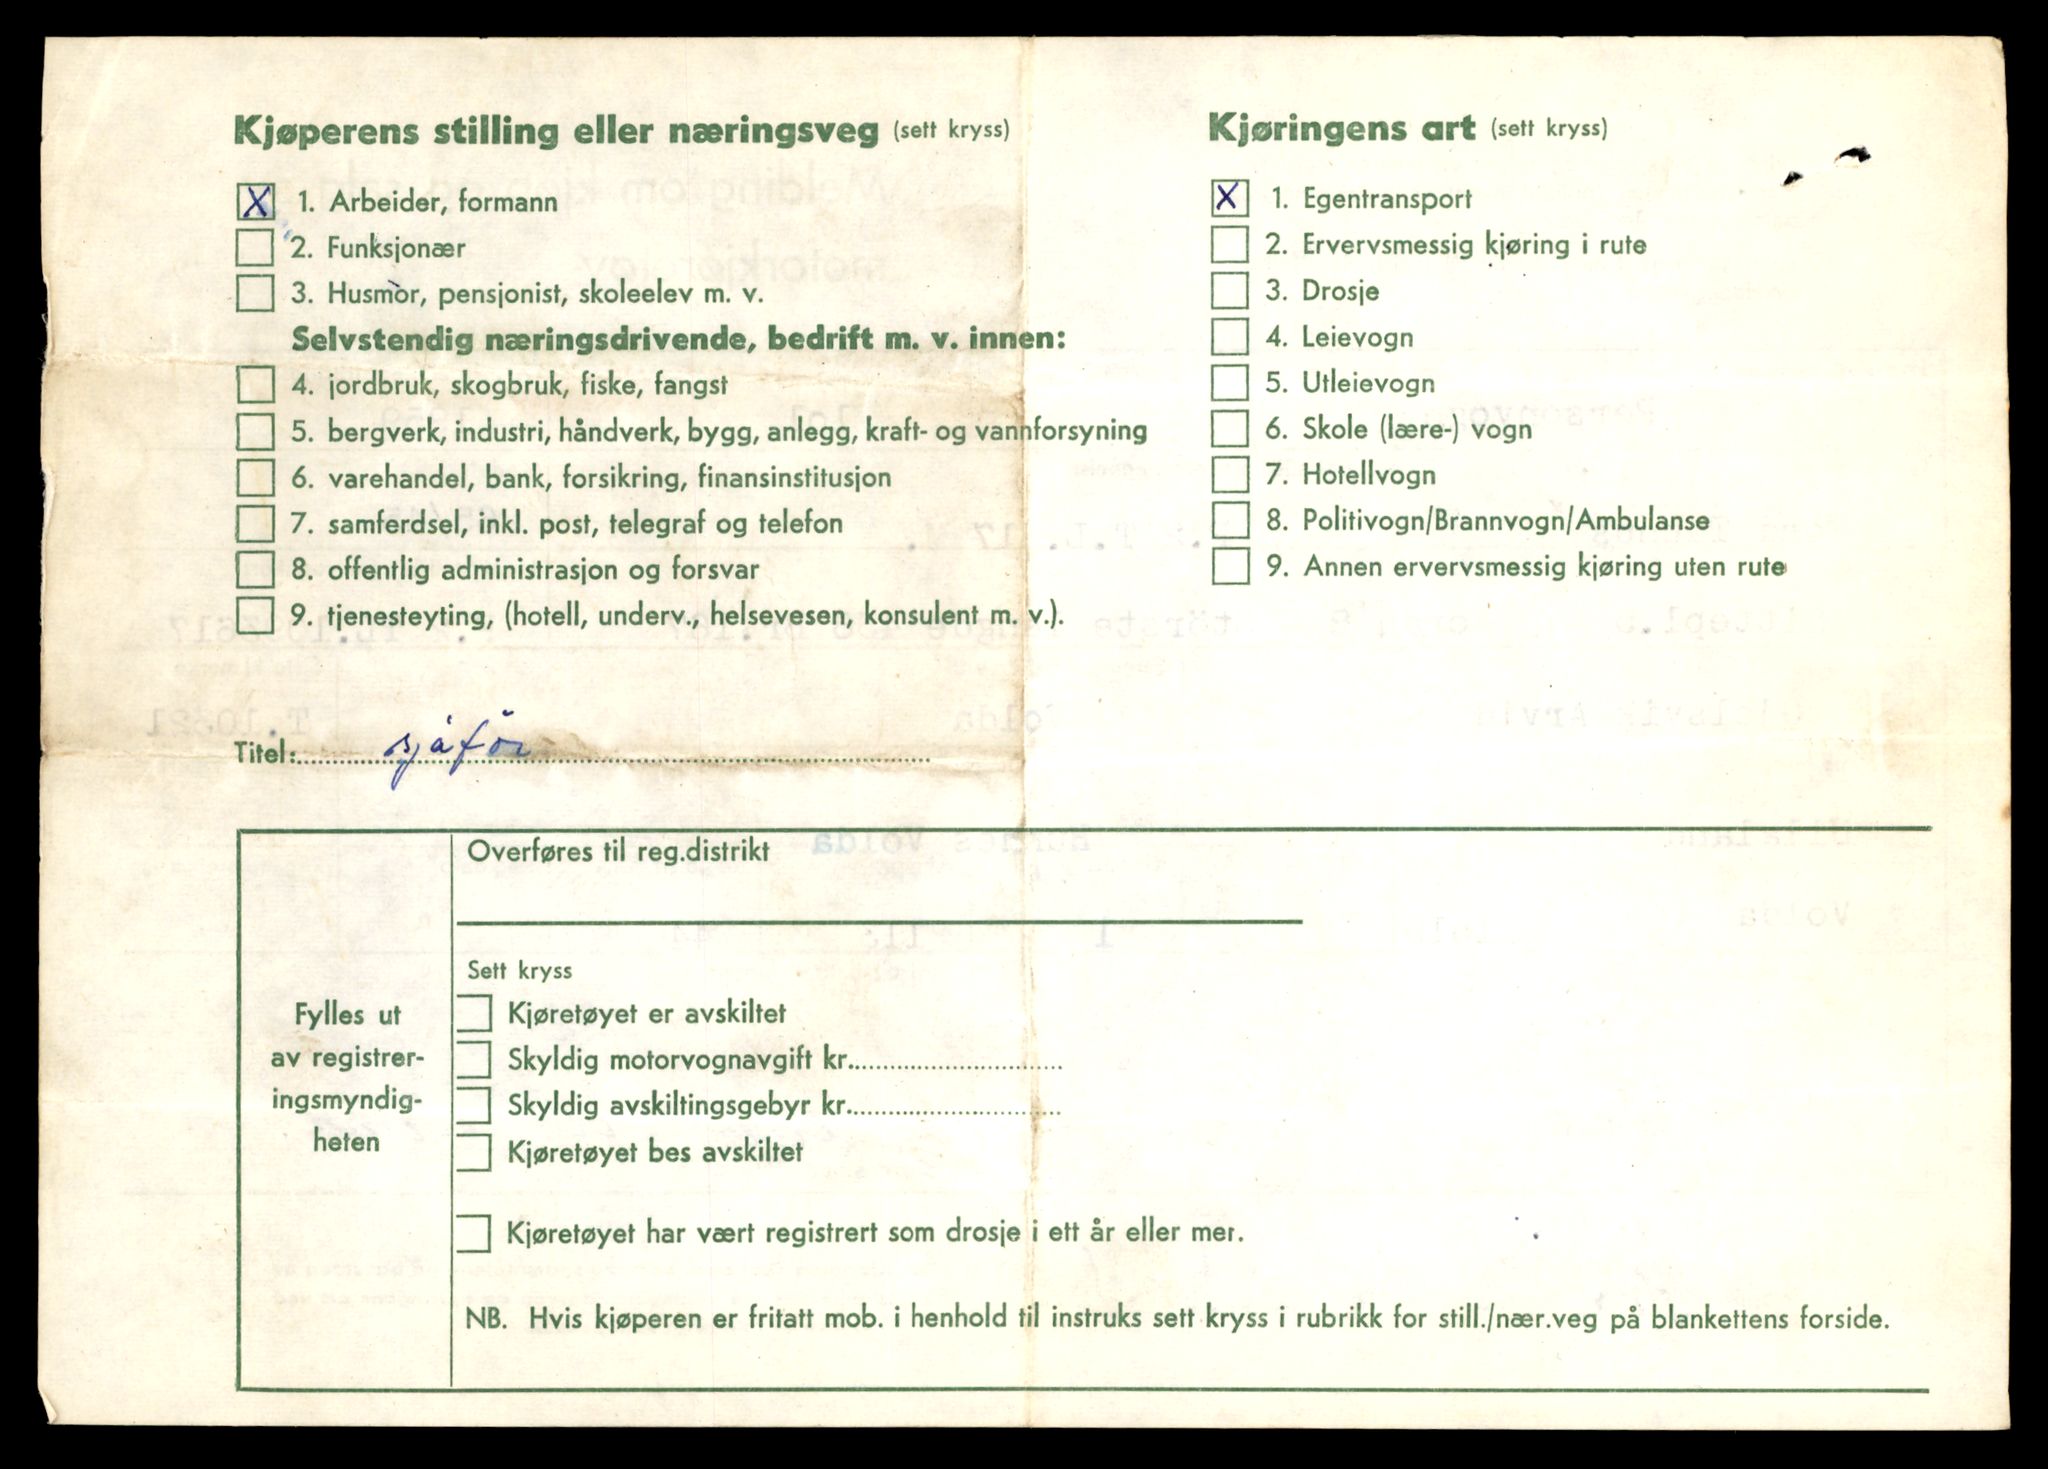 Kjøperens stilling eller næringsveg (sett kryss)
X 1. Arbeider, formann
2. Funksjonær
3. Husmor, pensjonist, skoleelev m. v.
Selvstendig næringsdrivende, bedrift m. v. innen:
4. jordbruk, skogbruk, fiske, fangst
5. bergverk, industri, håndverk, bygg, anlegg, kraft- og vannforsyning
6. varehandel, bank, forsikring, finansinstitusjon
7. samferdsel, inkl. post, telegraf og telefon
8. offentlig administrasjon og forsvar
9. tjenesteyting, (hotell, underv., helsevesen, konsulent m. v.).
Titel: sjåfør
Kjøringens art (sett kryss)
X 1. Egentransport
2. Ervervsmessig kjøring i rute
3. Drosje
4. Leievogn
5. Utleievogn
6. Skole (lære-) vogn
7. Hotellvogn
8. Politivogn/Brannvogn/Ambulanse
9. Annen ervervsmessig kjøring uten rute
Fylles ut
av registrer-
ingsmyndig-
heten
Overføres til reg.distrikt
Sett kryss
Kjøretøyet er avskiltet
Skyldig motorvognavgift kr.
Skyldig avskiltingsgebyr kr.
Kjøretøyet bes avskiltet
Kjøretøyet har vært registrert som drosje i ett år eller mer.
NB. Hvis kjøperen er fritatt mob. i henhold til instruks sett kryss i rubrikk for still./nær.veg på blankettens forside.